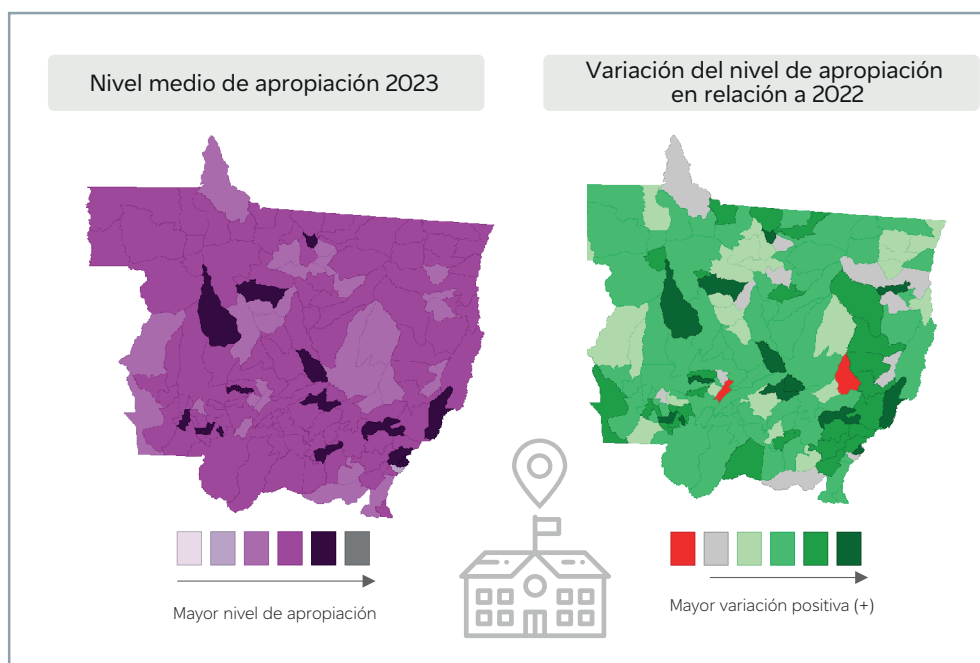 Nivel medio de apropiación 2023
Variación del nivel de apropiación
en relación a 2022
Mayor nivel de apropiación
Mayor variación positiva (+)